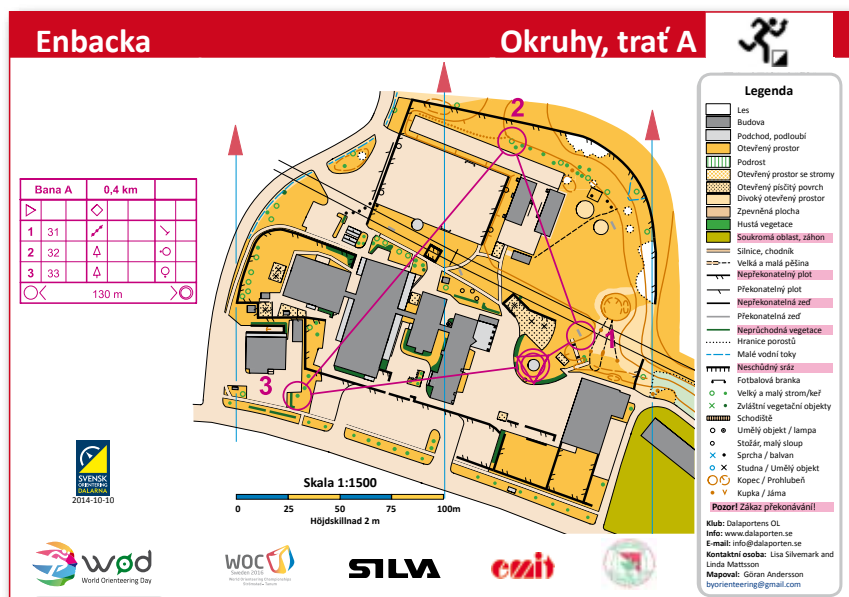 Enbacka
Okruhy, trať A
Bana A 0,4 km
1 31
2 32
3 33
130 m
2
1
3
Skala 1:1500
0 25 50 75 100m
Höjdskillnad 2 m
SVENSK
ORIENTERING
DALARNA
2014-10-10
Legenda
Les
Budova
Podchod, podloubí
Otevřený prostor
Podrost
Otevřený prostor se stromy
Otevřený písčitý povrch
Divoký otevřený prostor
Zpevněná plocha
Hustá vegetace
Soukromá oblast, záhon
Silnice, chodník
Velká a malá pěšina
Nepřekonatelný plot
Překonatelný plot
Nepřekonatelná zeď
Překonatelná zeď
Neprůchodná vegetace
Hranice porostů
Malé vodní toky
Neschůdný sráz
Fotbalová branka
Velký a malý strom/keř
Zvláštní vegetační objekty
Schodiště
Umělý objekt / lampa
Stožár, malý sloup
Sprcha / balvan
Studna / Umělý objekt
Kopec / Prohlubeň
Kupka / Jáma
Pozor! Zákaz překonávání!
Klub: Dalaportens OL
Info: www.dalaporten.se
E-mail: info@dalaporten.se
Kontaktní osoba: Lisa Silvemark and
Linda Mattsson
Mapoval: Göran Andersson
byorienteering@gmail.com
wod
World Orienteering Day
WOC
Sweden 2016
World Orienteering Championships
SILVA
emit